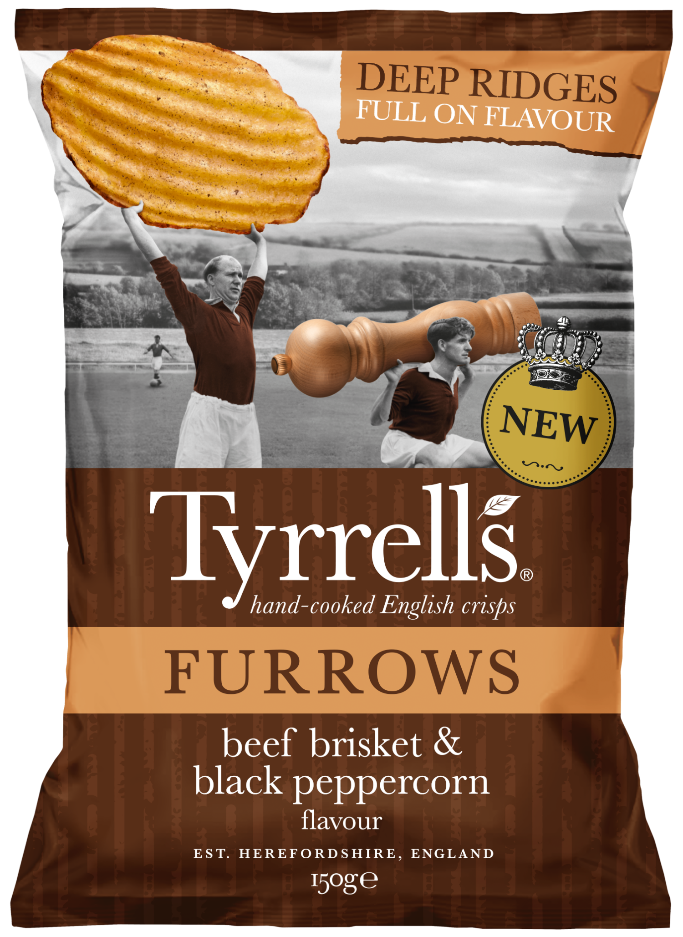 DEEP RIDGES
FULL ON FLAVOUR
NEW
Tyrrell's®
hand-cooked English crisps
FURROWS
beef brisket &
black peppercorn
flavour
EST. HEREFORDSHIRE, ENGLAND
150g℮